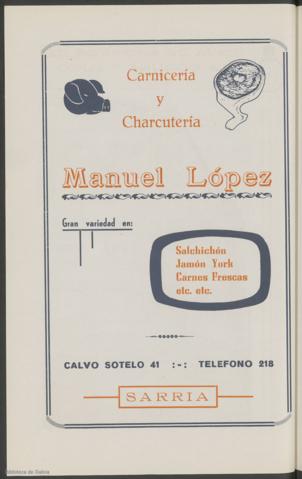 Carnicería
y
Charcutería
Manuel López
Gran variedad en:
Salchichón
Jamón York
Carnes Frescas
etc. etc.
CALVO SOTELO 41 :-: TELEFONO 218
SARRIA
Biblioteca de Galicia